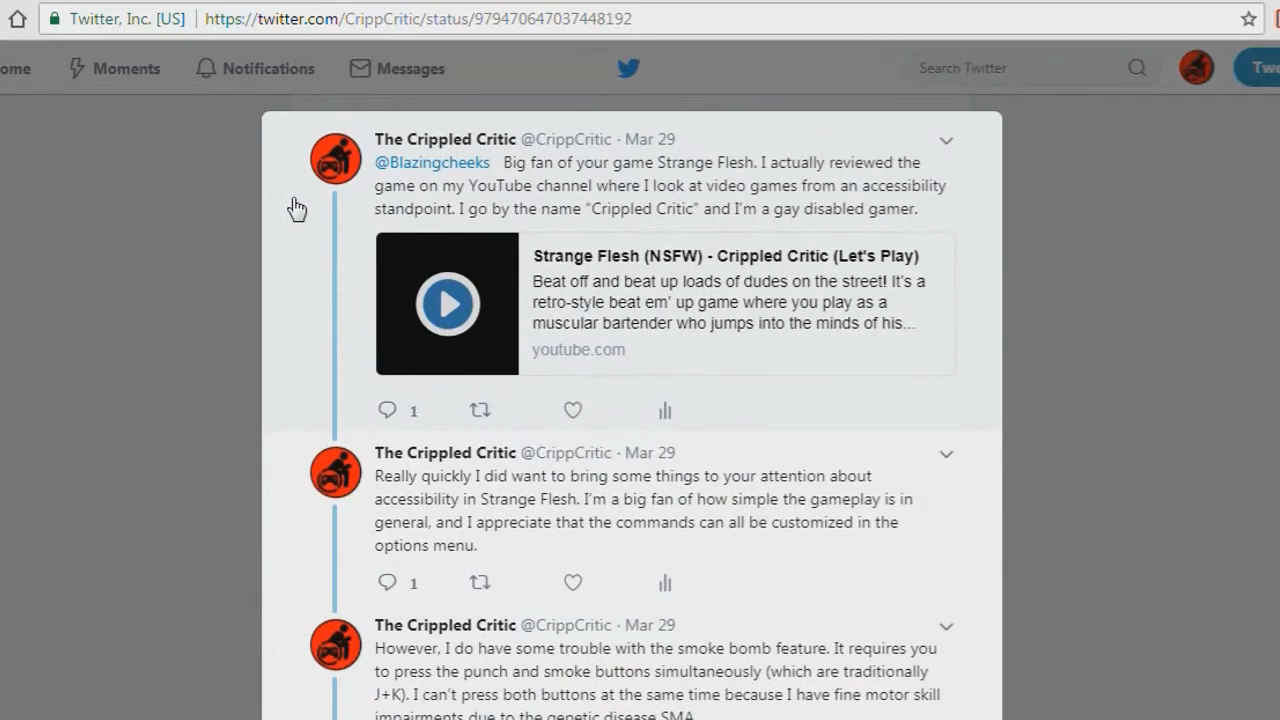 Twitter, Inc. [US] https://twitter.com/CrippCritic/status/979470647037448192
ome Moments Notifications Messages Search Twitter Twe
The Crippled Critic @CrippCritic · Mar 29
@Blazingcheeks Big fan of your game Strange Flesh. I actually reviewed the
game on my YouTube channel where I look at video games from an accessibility
standpoint. I go by the name “Crippled Critic” and I’m a gay disabled gamer.
Strange Flesh (NSFW) - Crippled Critic (Let's Play)
Beat off and beat up loads of dudes on the street! It’s a
retro-style beat em’ up game where you play as a
muscular bartender who jumps into the minds of his...
youtube.com
1
The Crippled Critic @CrippCritic · Mar 29
Really quickly I did want to bring some things to your attention about
accessibility in Strange Flesh. I’m a big fan of how simple the gameplay is in
general, and I appreciate that the commands can all be customized in the
options menu.
1
The Crippled Critic @CrippCritic · Mar 29
However, I do have some trouble with the smoke bomb feature. It requires you
to press the punch and smoke buttons simultaneously (which are traditionally
J+K). I can’t press both buttons at the same time because I have fine motor skill
impairments due to the genetic disease SMA